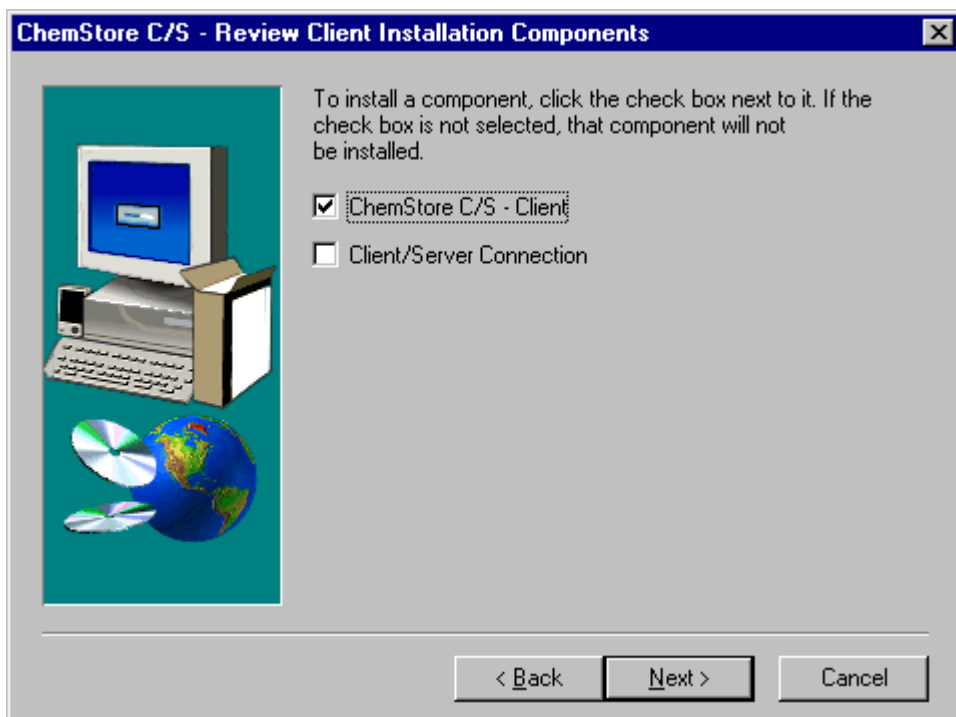 ChemStore C/S - Review Client Installation Components
To install a component, click the check box next to it. If the
check box is not selected, that component will not
be installed.
ChemStore C/S - Client
Client/Server Connection
< Back
Next >
Cancel